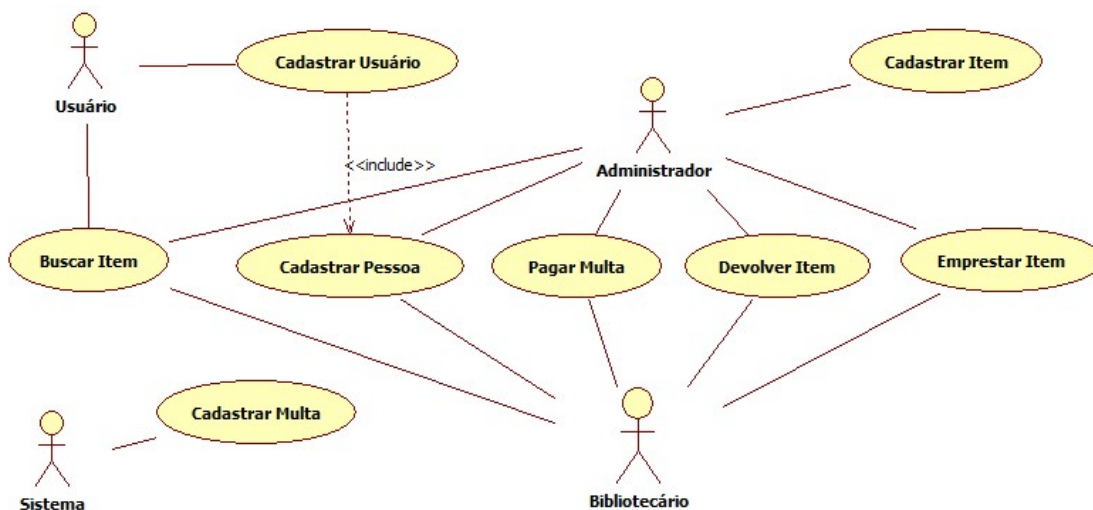 Cadastrar Usuário
Cadastrar Item
Usuário
<<include>>
Administrador
Buscar Item
Cadastrar Pessoa
Pagar Multa
Devolver Item
Emprestar Item
Cadastrar Multa
Sistema
Bibliotecário